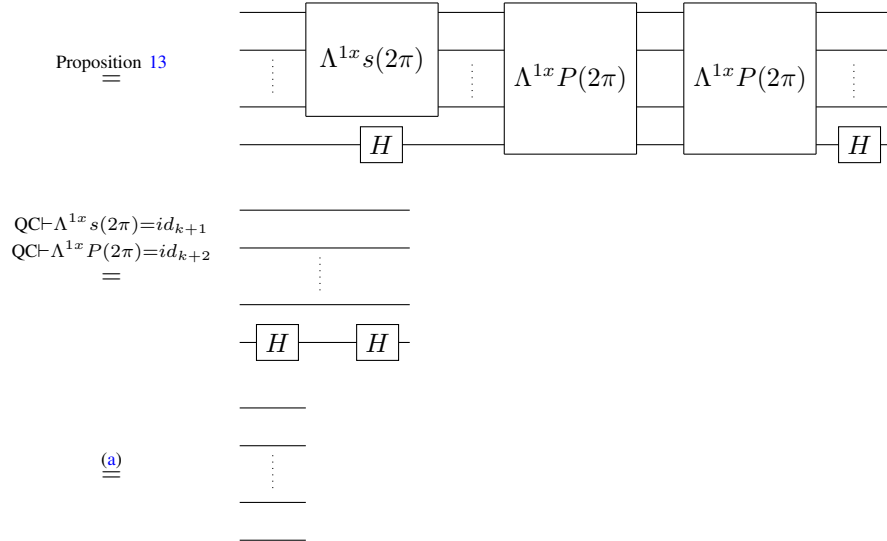 Proposition 13
=
Λ^{1x}s(2π)
Λ^{1x}P(2π)
Λ^{1x}P(2π)
H
H
QC⊢Λ^{1x}s(2π)=id_{k+1}
QC⊢Λ^{1x}P(2π)=id_{k+2}
=
H
H
(a)
=